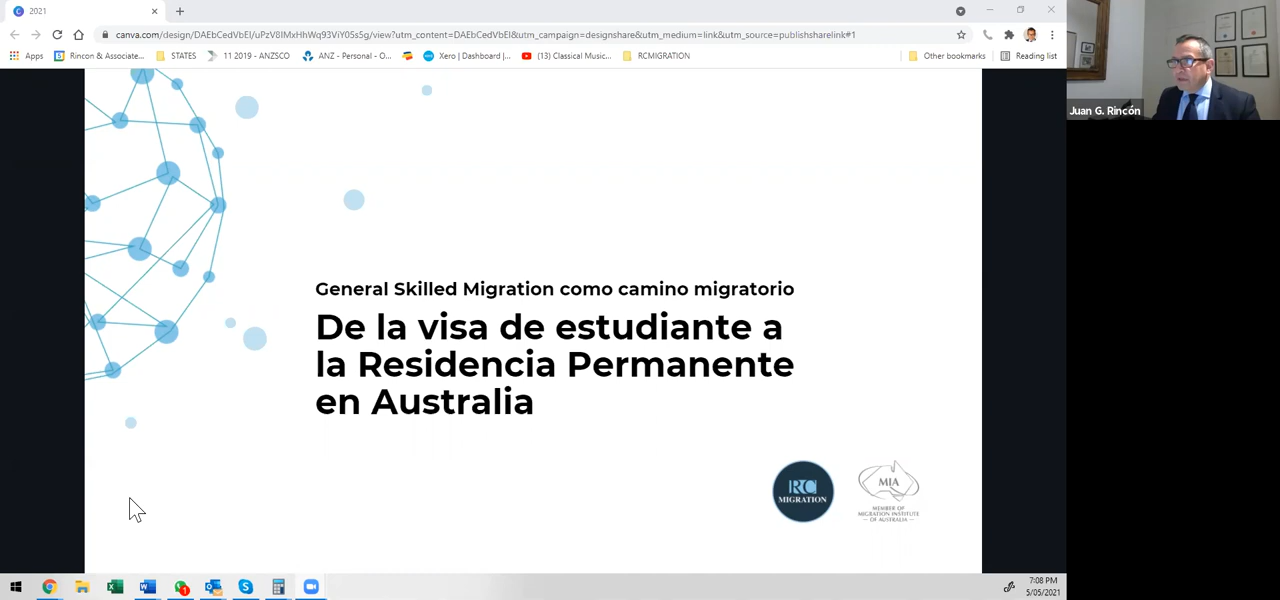 2021
canva.com/design/DAEbCedVbEI/uPzV8IMxHhWq93ViY05s5g/view?utm_content=DAEbCedVbEI&utm_campaign=designshare&utm_medium=link&utm_source=publishsharelink#1
Apps
Rincon & Associate...
STATES
11 2019 - ANZSCO
ANZ - Personal - O...
Xero | Dashboard |...
(13) Classical Music...
RCMIGRATION
Other bookmarks
Reading list
Juan G. Rincón
General Skilled Migration como camino migratorio
De la visa de estudiante a
la Residencia Permanente
en Australia
RC
MIGRATION
MIA
MEMBER OF
MIGRATION INSTITUTE
— OF AUSTRALIA —
7:08 PM
5/05/2021